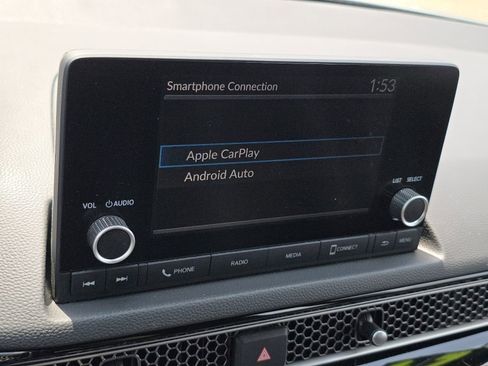 Smartphone Connection 1:53
Apple CarPlay
Android Auto
VOL AUDIO
LIST SELECT
PHONE RADIO MEDIA CONNECT MENU